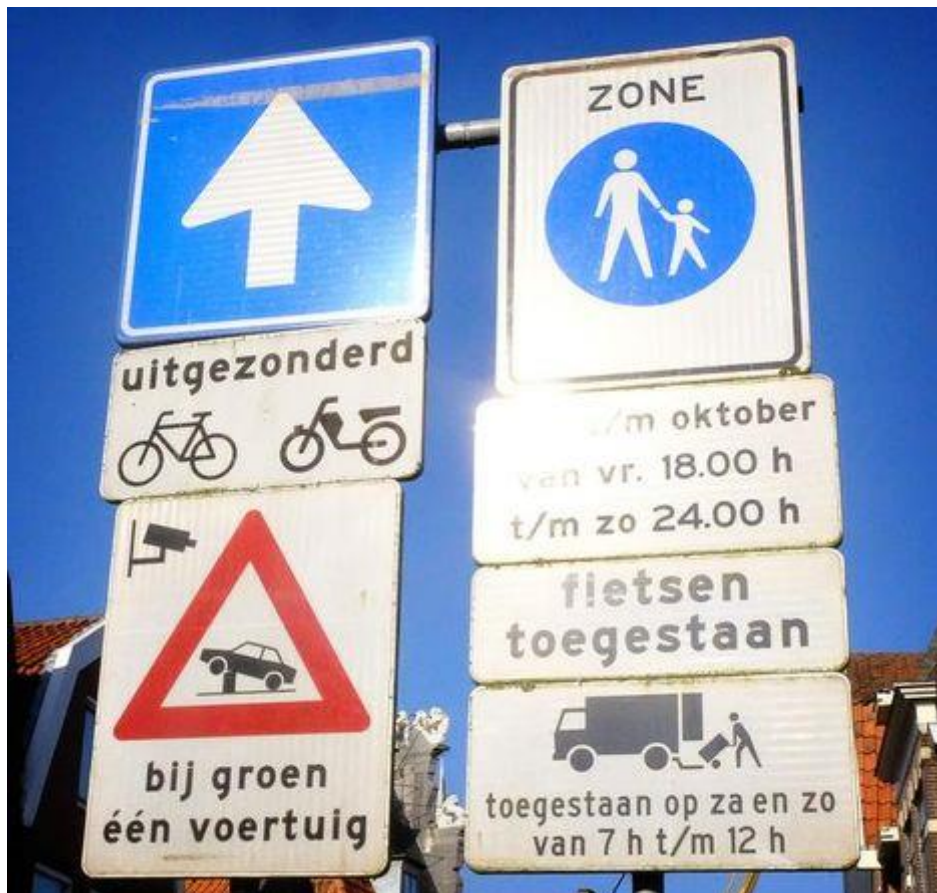 uitgezonderd
bij groen
één voertuig
ZONE
t/m oktober
van vr. 18.00 h
t/m zo 24.00 h
fietsen
toegestaan
toegestaan op za en zo
van 7 h t/m 12 h